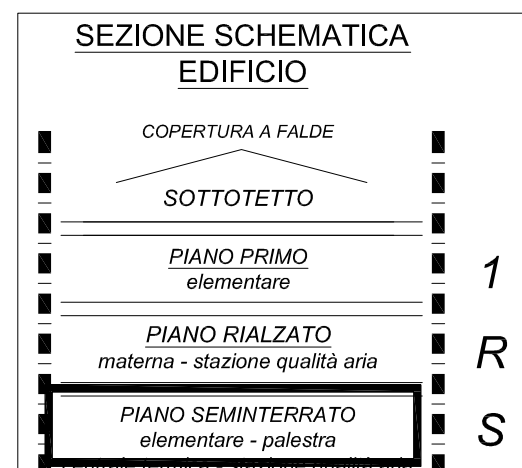 SEZIONE SCHEMATICA
EDIFICIO
COPERTURA A FALDE
SOTTOTETTO
PIANO PRIMO
elementare
1
PIANO RIALZATO
materna - stazione qualità aria
R
PIANO SEMINTERRATO
elementare - palestra
S